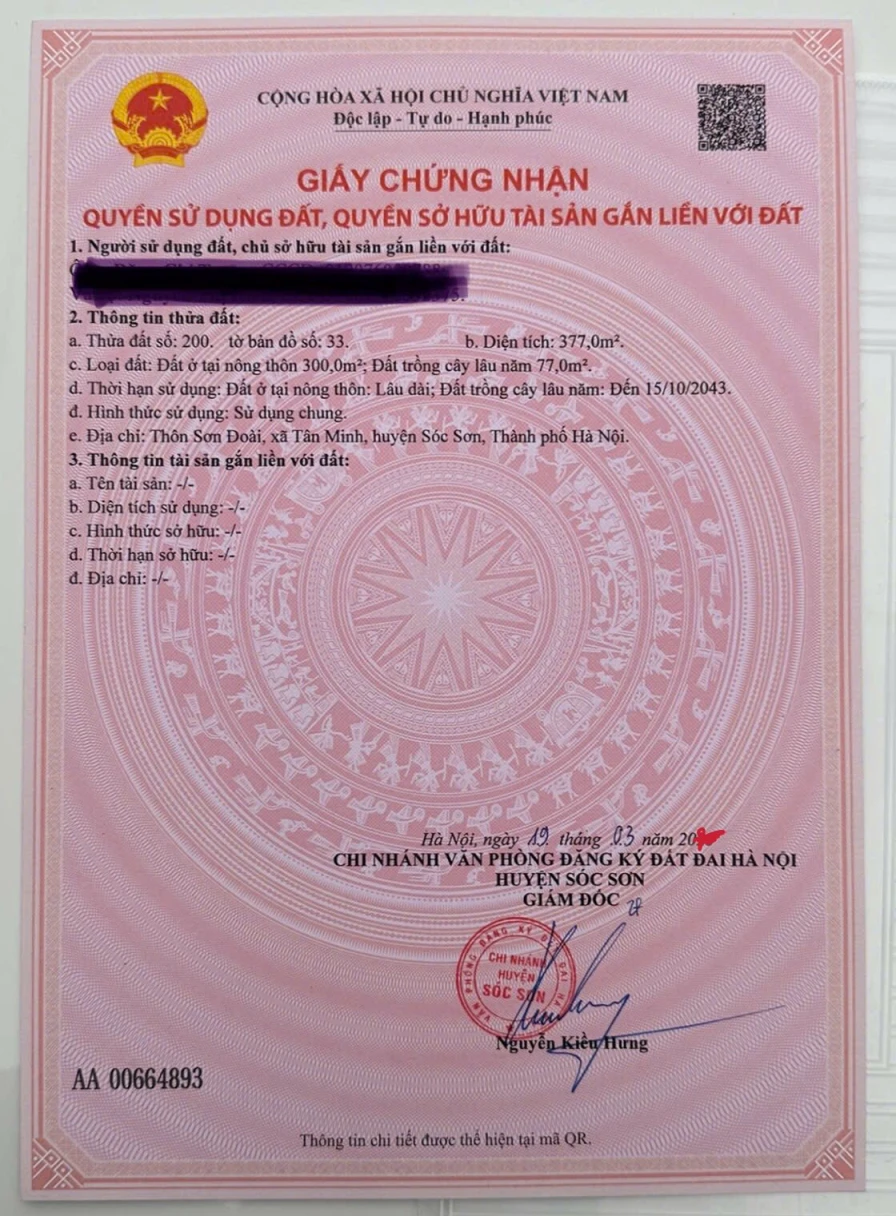 CỘNG HÒA XÃ HỘI CHỦ NGHĨA VIỆT NAM
Độc lập - Tự do - Hạnh phúc
GIẤY CHỨNG NHẬN
QUYỀN SỬ DỤNG ĐẤT, QUYỀN SỞ HỮU TÀI SẢN GẮN LIỀN VỚI ĐẤT
1. Người sử dụng đất, chủ sở hữu tài sản gắn liền với đất:
2. Thông tin thửa đất:
a. Thửa đất số: 200. tờ bản đồ số: 33. b. Diện tích: 377,0m².
c. Loại đất: Đất ở tại nông thôn 300,0m²; Đất trồng cây lâu năm 77,0m².
d. Thời hạn sử dụng: Đất ở tại nông thôn: Lâu dài; Đất trồng cây lâu năm: Đến 15/10/2043.
đ. Hình thức sử dụng: Sử dụng chung.
e. Địa chỉ: Thôn Sơn Đoài, xã Tân Minh, huyện Sóc Sơn, Thành phố Hà Nội.
3. Thông tin tài sản gắn liền với đất:
a. Tên tài sản: -/-
b. Diện tích sử dụng: -/-
c. Hình thức sở hữu: -/-
d. Thời hạn sở hữu: -/-
đ. Địa chỉ: -/-
Hà Nội, ngày 19 tháng 03 năm 20
CHI NHÁNH VĂN PHÒNG ĐĂNG KÝ ĐẤT ĐAI HÀ NỘI
HUYỆN SÓC SƠN
GIÁM ĐỐC
VĂN PHÒNG ĐĂNG KÝ ĐẤT ĐAI HÀ
CHI NHÁNH
HUYỆN
SÓC SƠN
Nguyễn Kiều Hưng
AA 00664893
Thông tin chi tiết được thể hiện tại mã QR.